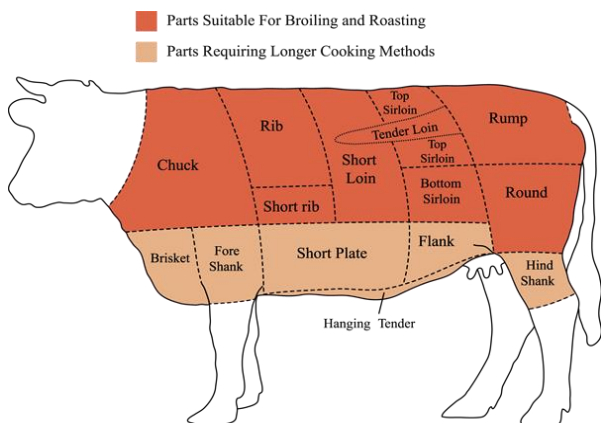 Parts Suitable For Broiling and Roasting
Parts Requiring Longer Cooking Methods
Top
Sirloin
Rib
Rump
Tender Loin
Chuck
Short
Loin
Top
Sirloin
Bottom
Sirloin
Round
Short rib
Brisket
Fore
Shank
Short Plate
Flank
Hind
Shank
Hanging Tender